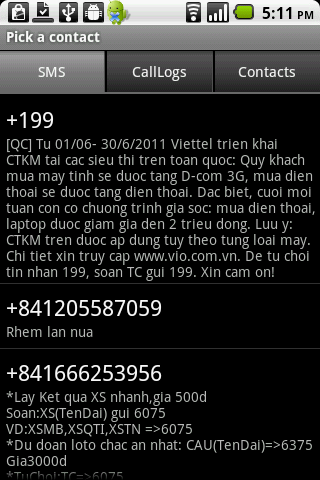 5:11 PM
Pick a contact
SMS
CallLogs
Contacts
+199
[QC] Tu 01/06- 30/6/2011 Viettel trien khai
CTKM tai cac sieu thi tren toan quoc: Quy khach
mua may tinh se duoc tang D-com 3G, mua dien
thoai se duoc tang dien thoai. Dac biet, cuoi moi
tuan con co chuong trinh gia soc: mua dien thoai,
laptop duoc giam gia den 2 trieu dong. Luu y:
CTKM tren duoc ap dung tuy theo tung loai may.
Chi tiet xin truy cap www.vio.com.vn. De tu choi
tin nhan 199, soan TC gui 199. Xin cam on!
+841205587059
Rhem lan nua
+841666253956
*Lay Ket qua XS nhanh,gia 500d
Soan:XS(TenDai) gui 6075
VD:XSMB,XSQTI,XSTN =>6075
*Du doan loto chac an nhat: CAU(TenDai)=>6375
Gia3000d
*TuChoi:TC=>6075